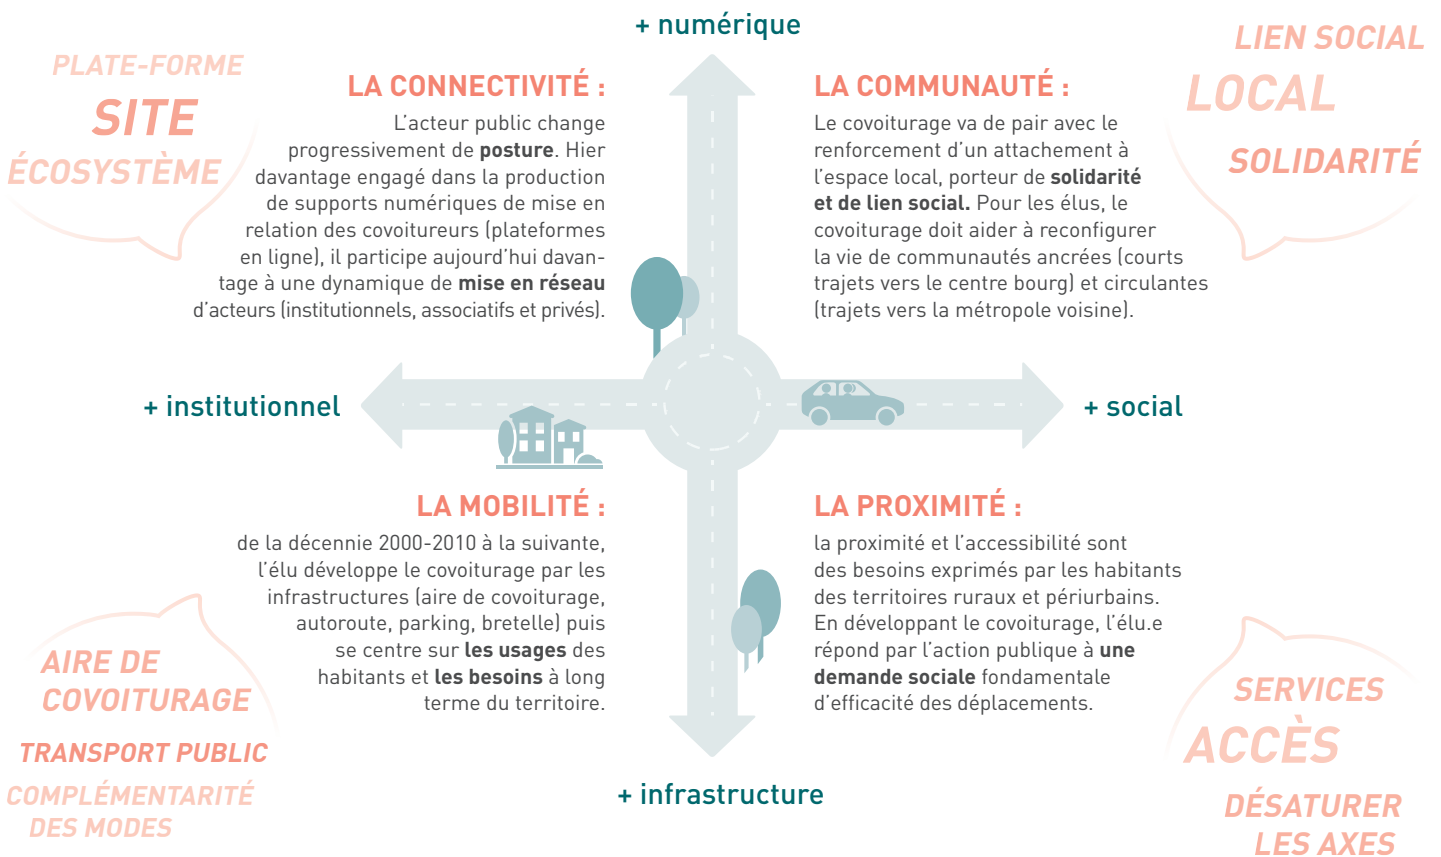 + numérique
PLATE-FORME
SITE
ÉCOSYSTÈME
LA CONNECTIVITÉ :
L’acteur public change
progressivement de posture. Hier
davantage engagé dans la production
de supports numériques de mise en
relation des covoitureurs (plateformes
en ligne), il participe aujourd’hui davan-
tage à une dynamique de mise en réseau
d’acteurs (institutionnels, associatifs et privés).
LA COMMUNAUTÉ :
Le covoiturage va de pair avec le
renforcement d’un attachement à
l’espace local, porteur de solidarité
et de lien social. Pour les élus, le
covoiturage doit aider à reconfigurer
la vie de communautés ancrées (courts
trajets vers le centre bourg) et circulantes
(trajets vers la métropole voisine).
LIEN SOCIAL
LOCAL
SOLIDARITÉ
+ institutionnel
+ social
LA MOBILITÉ :
de la décennie 2000-2010 à la suivante,
l’élu développe le covoiturage par les
infrastructures (aire de covoiturage,
autoroute, parking, bretelle) puis
se centre sur les usages des
habitants et les besoins à long
terme du territoire.
AIRE DE
COVOITURAGE
TRANSPORT PUBLIC
COMPLÉMENTARITÉ
DES MODES
LA PROXIMITÉ :
la proximité et l’accessibilité sont
des besoins exprimés par les habitants
des territoires ruraux et périurbains.
En développant le covoiturage, l’élu.e
répond par l’action publique à une
demande sociale fondamentale
d’efficacité des déplacements.
SERVICES
ACCÈS
DÉSATURER
LES AXES
+ infrastructure